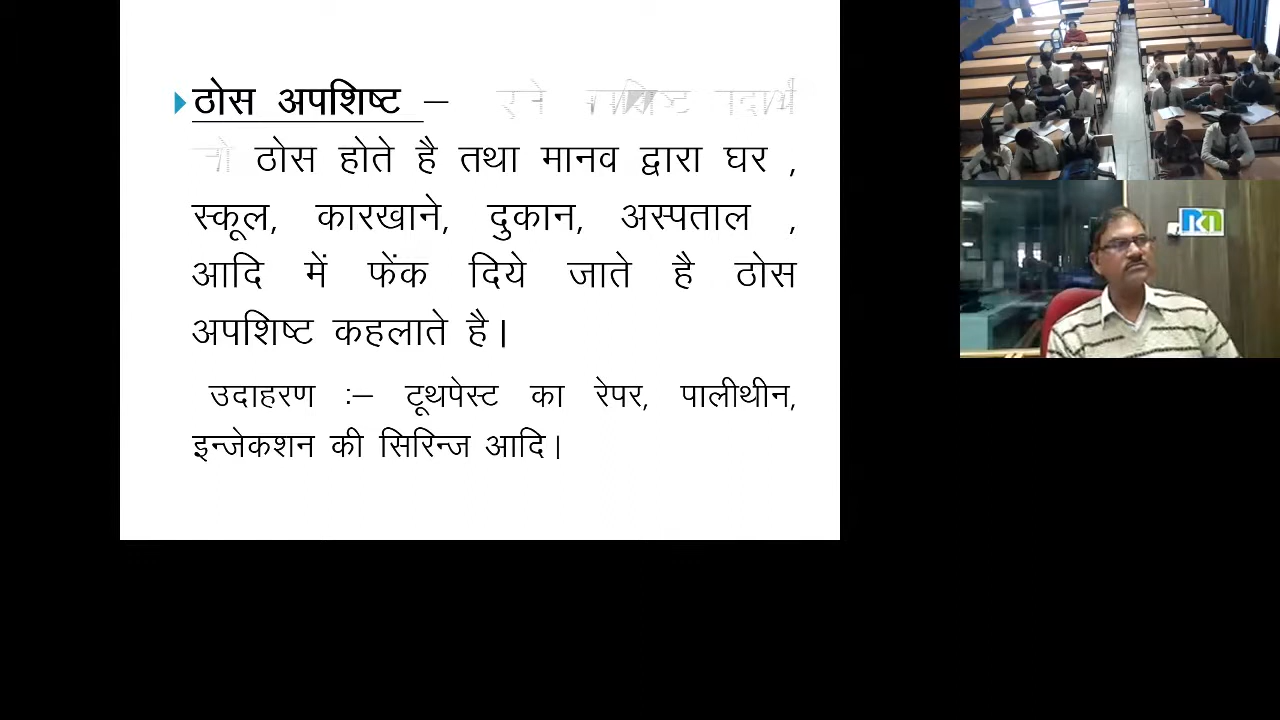 ठोस अपशिष्ट –
ठोस होते है तथा मानव द्वारा घर ,
स्कूल, कारखाने, दुकान, अस्पताल ,
आदि में फेंक दिये जाते है ठोस
अपशिष्ट कहलाते है।
उदाहरण :– टूथपेस्ट का रेपर, पालीथीन,
इन्जेकशन की सिरिन्ज आदि।